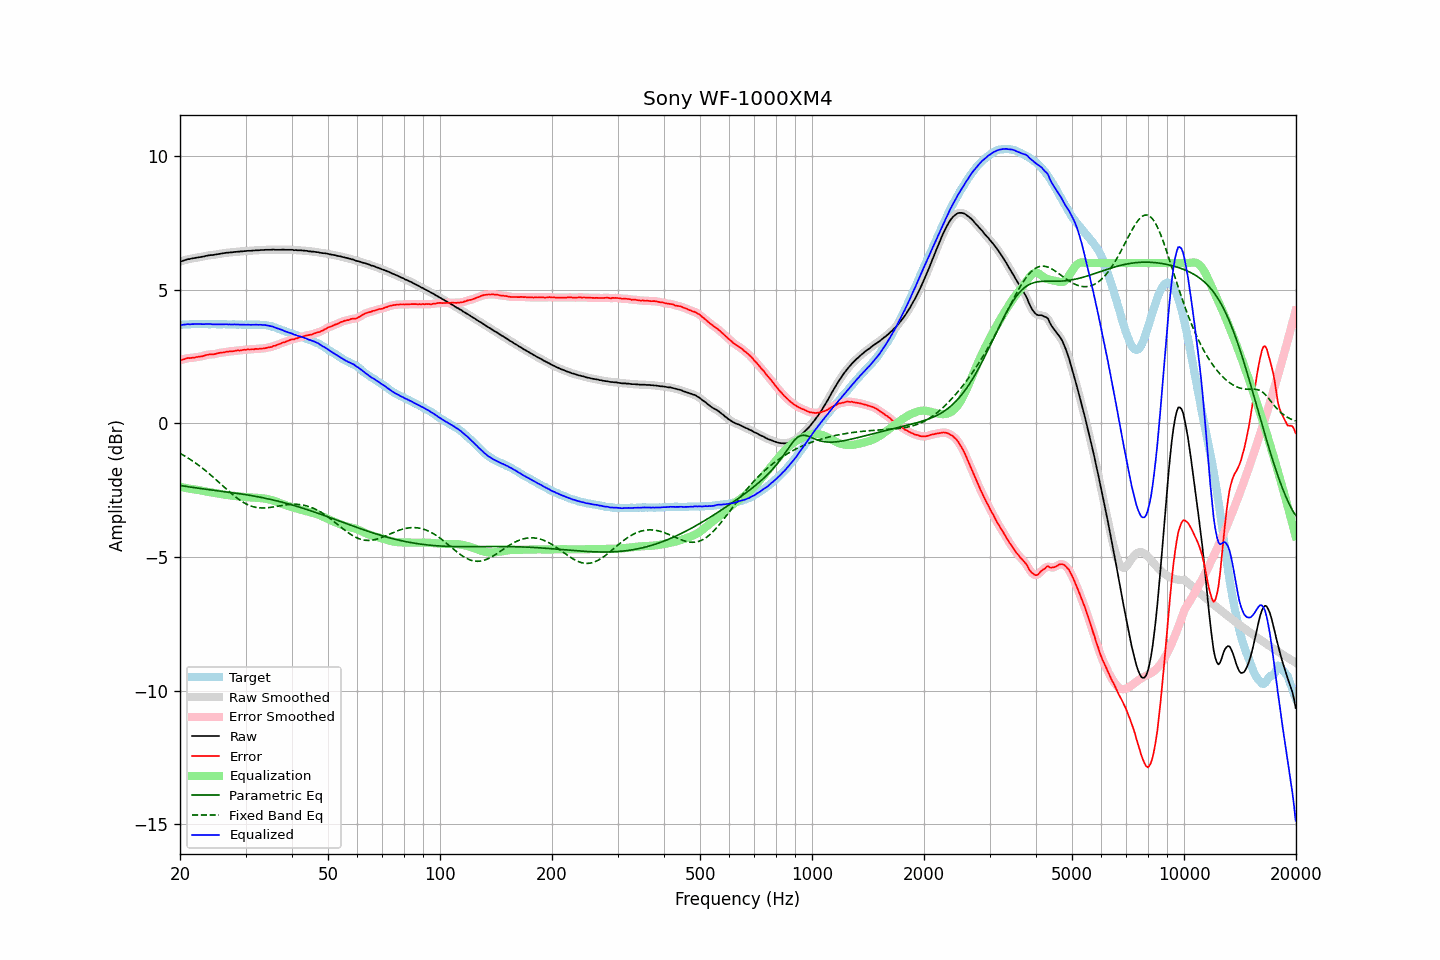 Sony WF-1000XM4
Amplitude (dBr)
10
5
0
−5
−10
−15
Target
Raw Smoothed
Error Smoothed
Raw
Error
Equalization
Parametric Eq
Fixed Band Eq
Equalized
20 50 100 200 500 1000 2000 5000 10000 20000
Frequency (Hz)